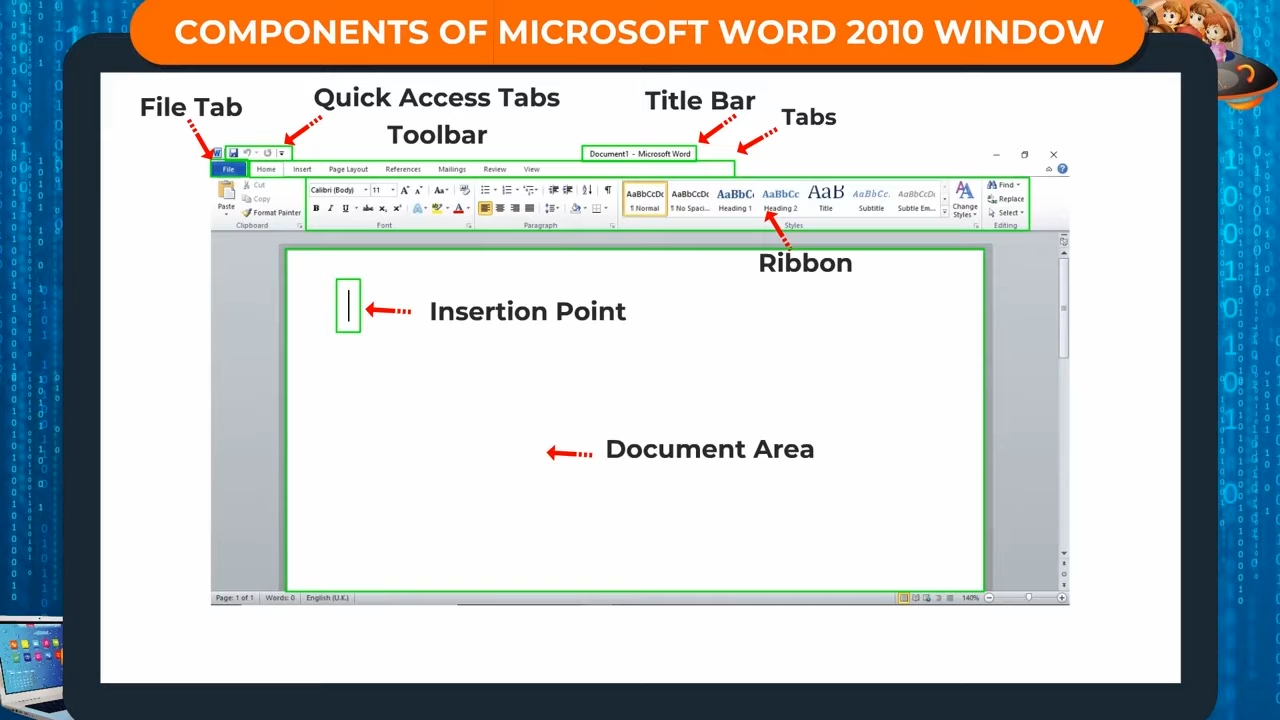 COMPONENTS OF MICROSOFT WORD 2010 WINDOW
File Tab
Quick Access Tabs
Toolbar
Title Bar
Tabs
Document1 - Microsoft Word
File Home Insert Page Layout References Mailings Review View
Paste
Cut
Copy
Format Painter
Clipboard
Calibri (Body) 11
Font
Paragraph
AaBbCcDc AaBbCcDc AaBbC AaBbCc AaB AaBbCc. AaBbCcDc
¶ Normal ¶ No Spaci... Heading 1 Heading 2 Title Subtitle Subtle Em...
Change
Styles
Styles
Find
Replace
Select
Editing
Ribbon
Insertion Point
Document Area
Page: 1 of 1 Words: 0 English (U.K.) 140%